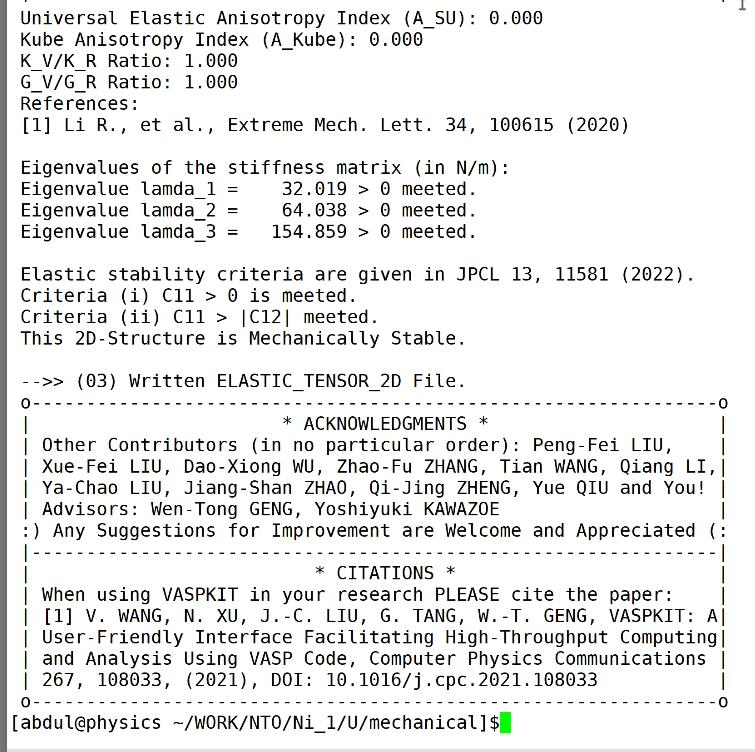 Universal Elastic Anisotropy Index (A_SU): 0.000
Kube Anisotropy Index (A_Kube): 0.000
K_V/K_R Ratio: 1.000
G_V/G_R Ratio: 1.000
References:
[1] Li R., et al., Extreme Mech. Lett. 34, 100615 (2020)
Eigenvalues of the stiffness matrix (in N/m):
Eigenvalue lamda_1 =    32.019 > 0 meeted.
Eigenvalue lamda_2 =    64.038 > 0 meeted.
Eigenvalue lamda_3 =   154.859 > 0 meeted.
Elastic stability criteria are given in JPCL 13, 11581 (2022).
Criteria (i) C11 > 0 is meeted.
Criteria (ii) C11 > |C12| meeted.
This 2D-Structure is Mechanically Stable.
-->> (03) Written ELASTIC_TENSOR_2D File.
o---------------------------------------------------------------o
|                       * ACKNOWLEDGMENTS *                     |
| Other Contributors (in no particular order): Peng-Fei LIU,    |
| Xue-Fei LIU, Dao-Xiong WU, Zhao-Fu ZHANG, Tian WANG, Qiang LI,|
| Ya-Chao LIU, Jiang-Shan ZHAO, Qi-Jing ZHENG, Yue QIU and You! |
| Advisors: Wen-Tong GENG, Yoshiyuki KAWAZOE                    |
:) Any Suggestions for Improvement are Welcome and Appreciated (:
|---------------------------------------------------------------|
|                          * CITATIONS *                        |
| When using VASPKIT in your research PLEASE cite the paper:    |
| [1] V. WANG, N. XU, J.-C. LIU, G. TANG, W.-T. GENG, VASPKIT: A|
| User-Friendly Interface Facilitating High-Throughput Computing|
| and Analysis Using VASP Code, Computer Physics Communications |
| 267, 108033, (2021), DOI: 10.1016/j.cpc.2021.108033           |
o---------------------------------------------------------------o
[abdul@physics ~/WORK/NTO/Ni_1/U/mechanical]$